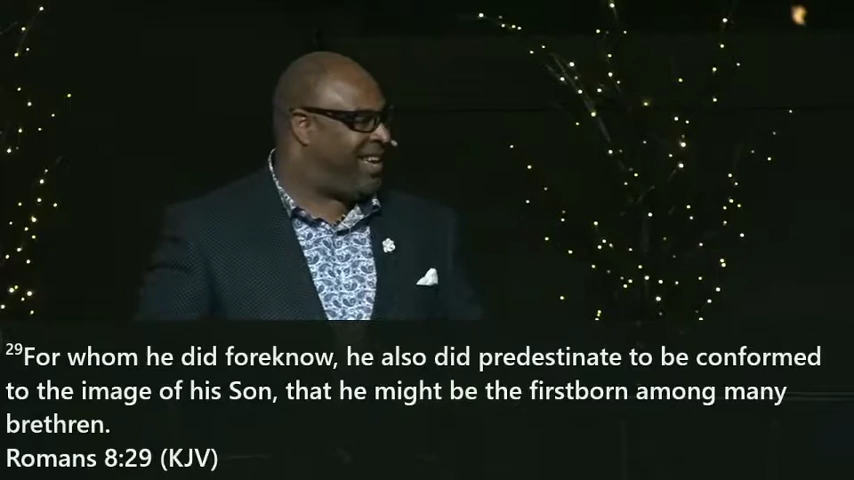 29For whom he did foreknow, he also did predestinate to be conformed
to the image of his Son, that he might be the firstborn among many
brethren.
Romans 8:29 (KJV)